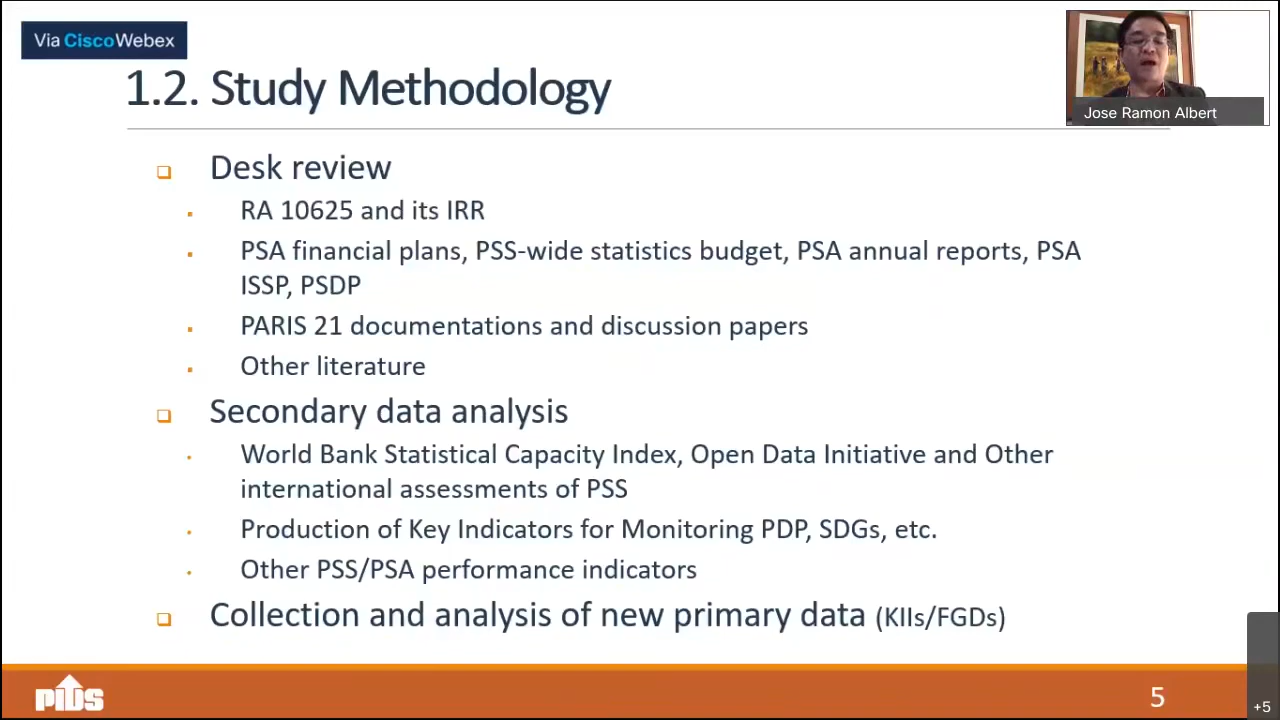 Via CiscoWebex
1.2. Study Methodology
Jose Ramon Albert
Desk review
RA 10625 and its IRR
PSA financial plans, PSS-wide statistics budget, PSA annual reports, PSA
ISSP, PSDP
PARIS 21 documentations and discussion papers
Other literature
Secondary data analysis
World Bank Statistical Capacity Index, Open Data Initiative and Other
international assessments of PSS
Production of Key Indicators for Monitoring PDP, SDGs, etc.
Other PSS/PSA performance indicators
Collection and analysis of new primary data (KIIs/FGDs)
PIDS
5
+5